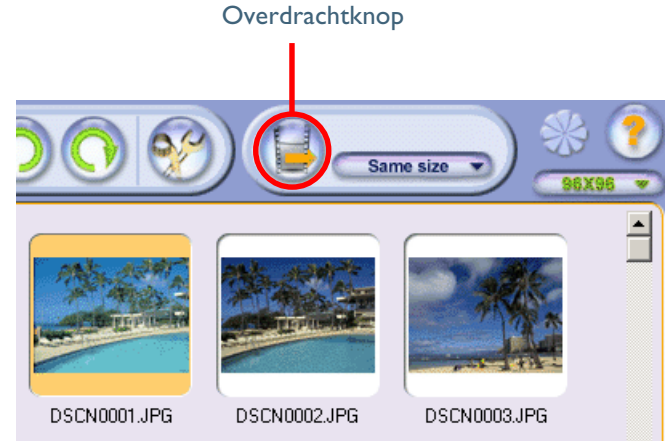 Overdrachtknop
?
Same size
96X96
DSCN0001.JPG
DSCN0002.JPG
DSCN0003.JPG